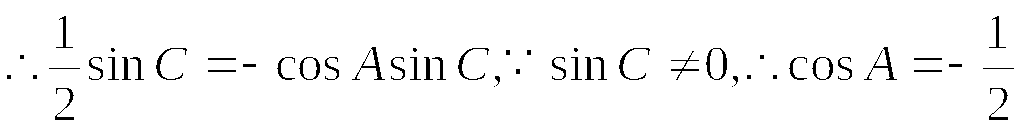 ∴ 1/2 sin C =- cos A sin C,∵ sin C ≠0,∴ cos A =- 1/2